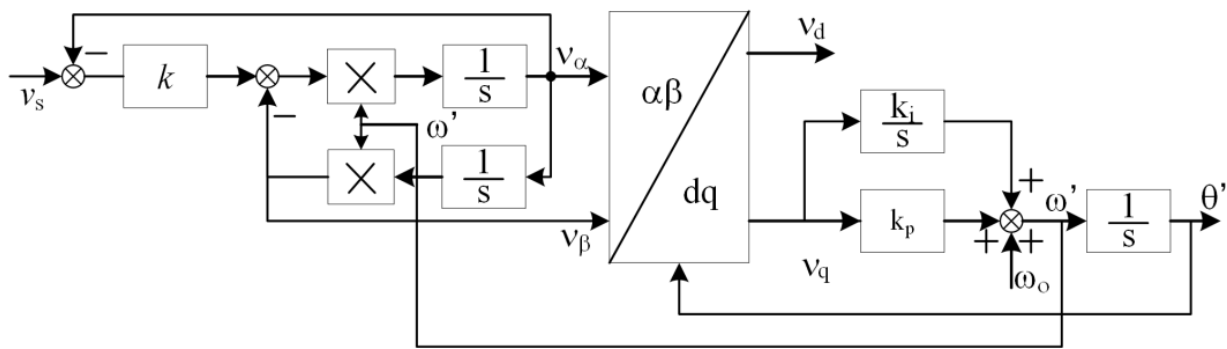 −
v_s
k
−
×
1/s
v_α
ω'
×
1/s
v_β
αβ
dq
v_d
v_q
k_i/s
k_p
+
+
+
ω_o
ω'
1/s
θ'